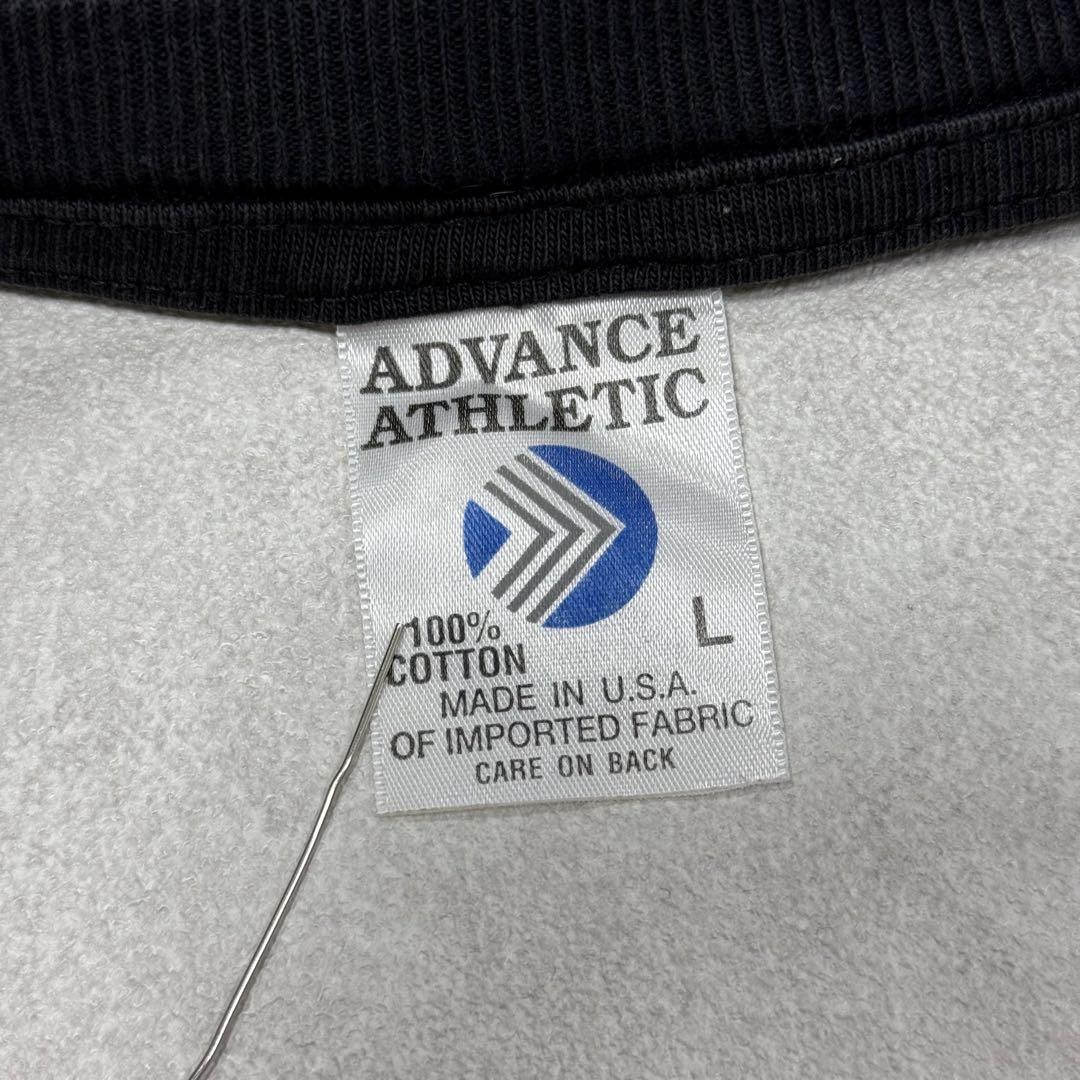 ADVANCE
ATHLETIC
L
100%
COTTON
MADE IN U.S.A.
OF IMPORTED FABRIC
CARE ON BACK